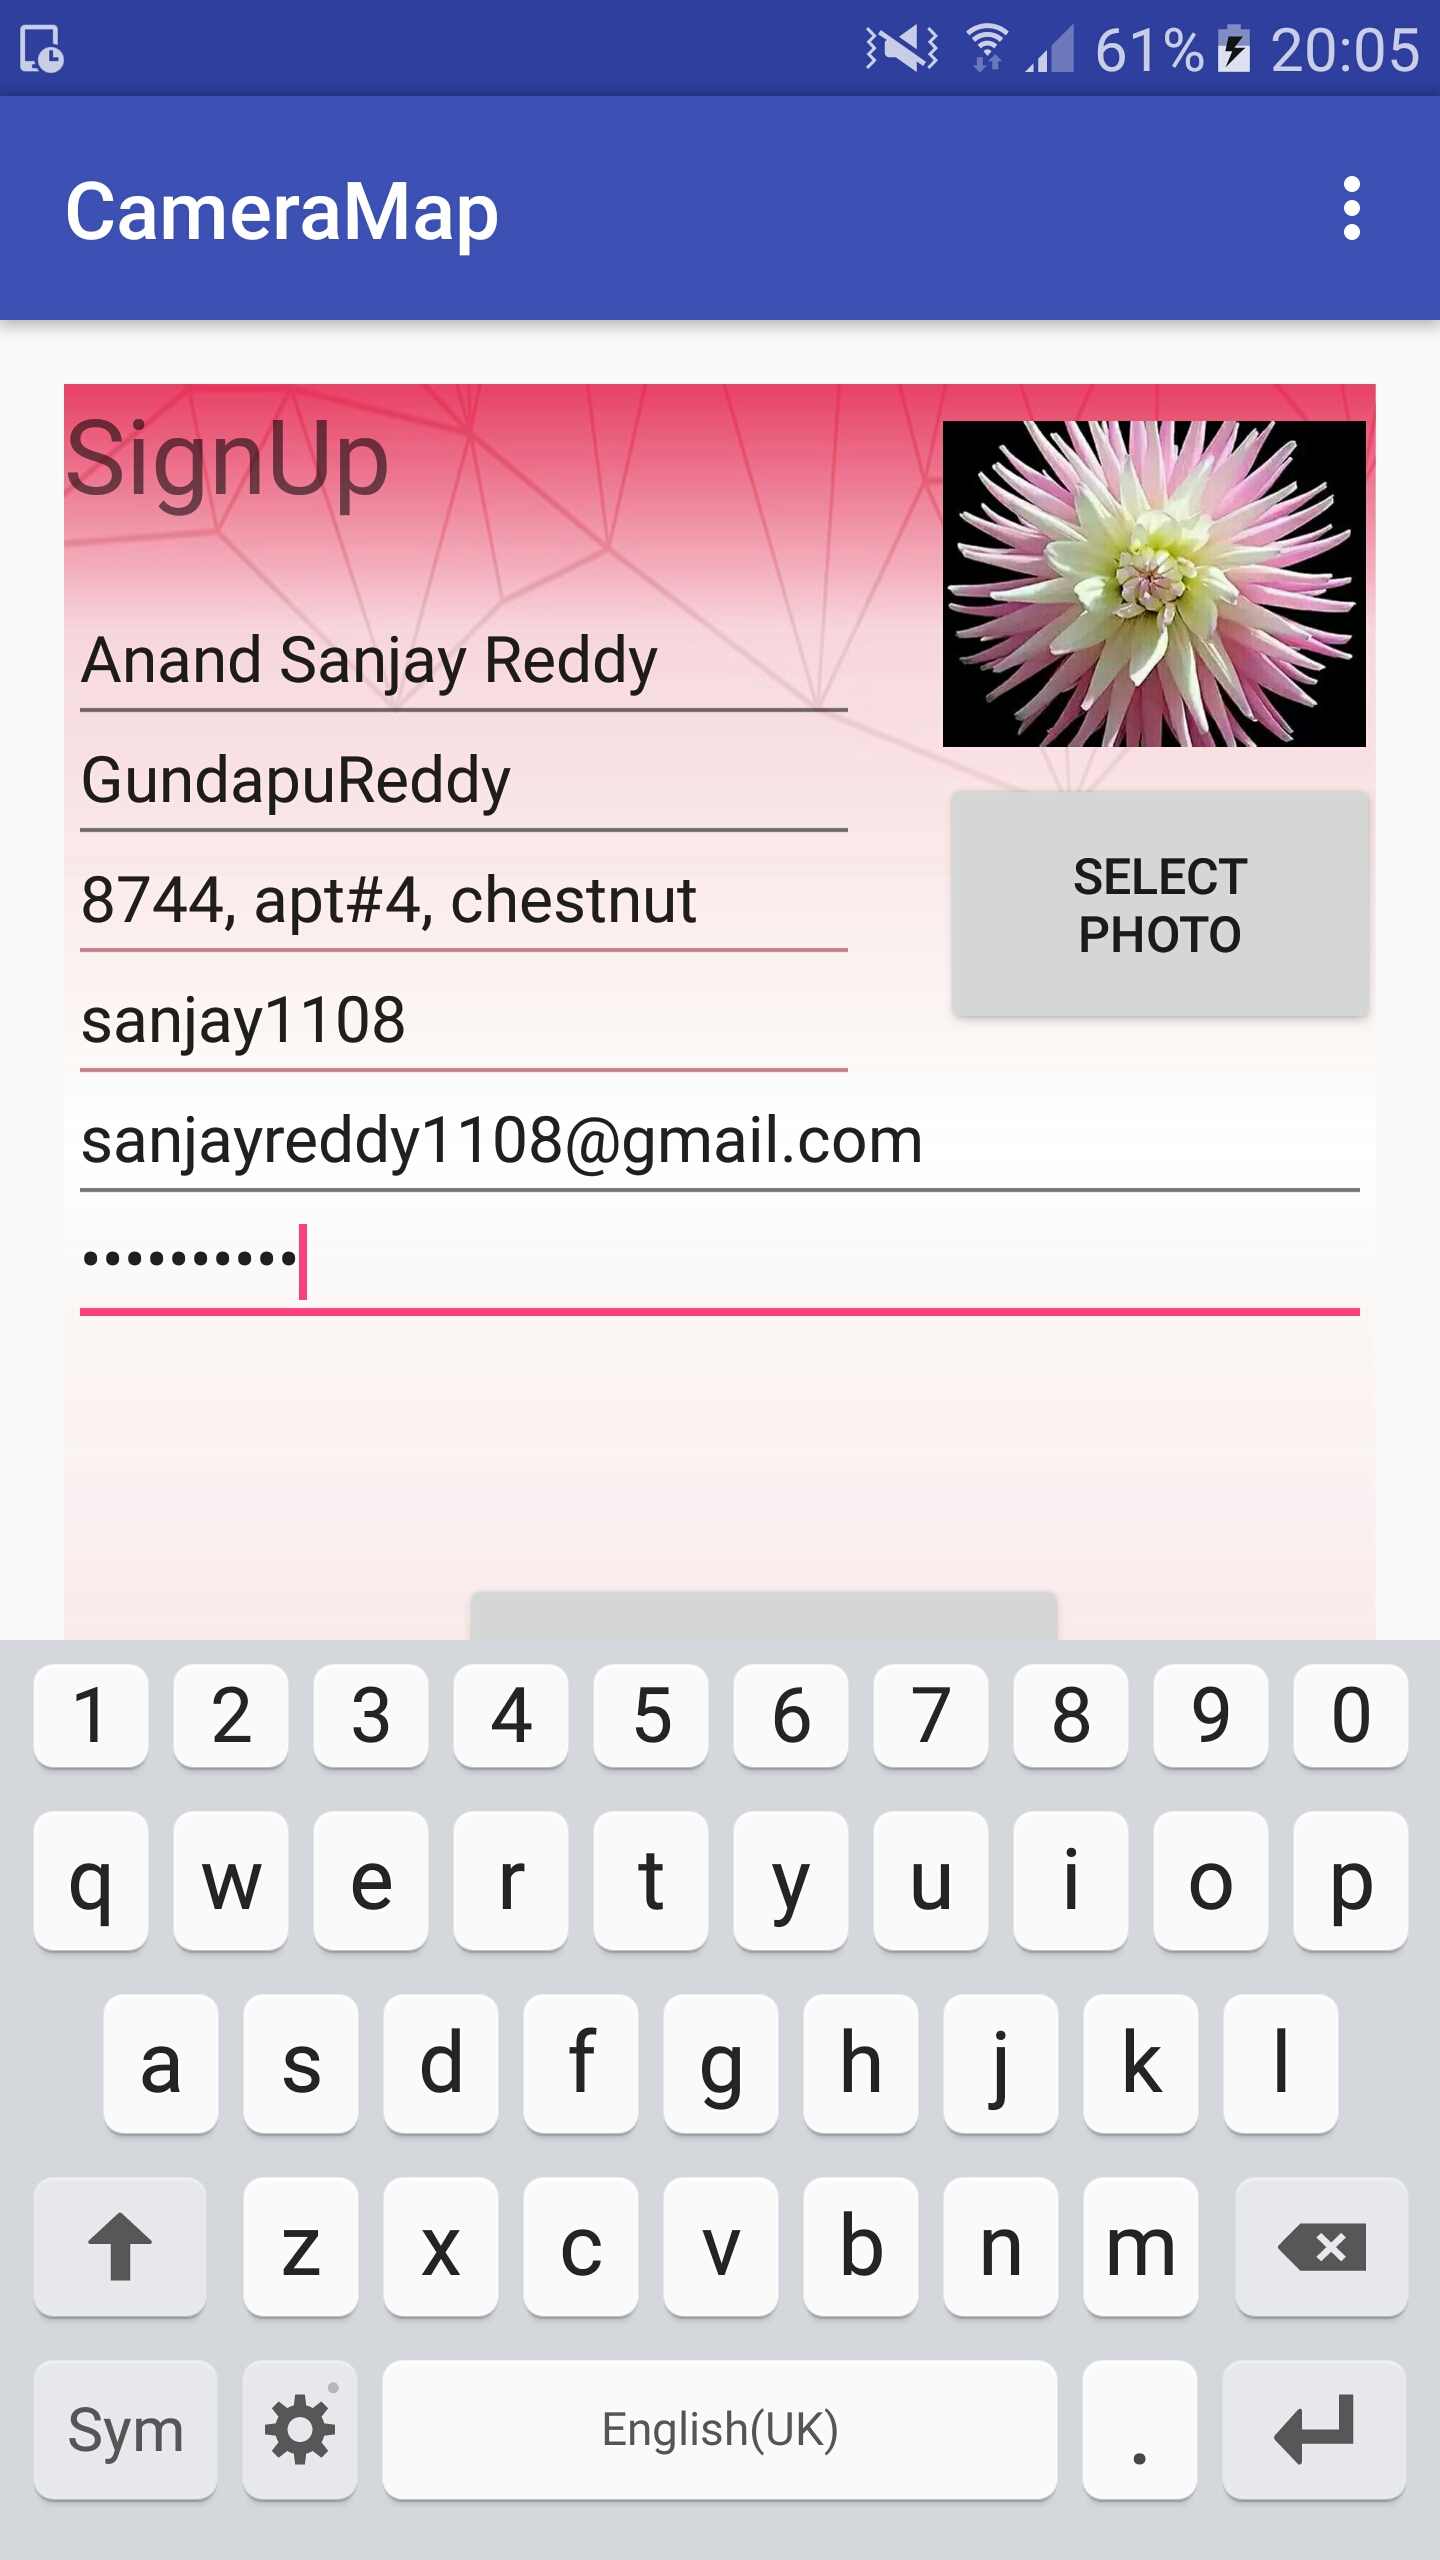 61% 20:05
CameraMap
SignUp
Anand Sanjay Reddy
GundapuReddy
8744, apt#4, chestnut
SELECT
PHOTO
sanjay1108
sanjayreddy1108@gmail.com
••••••••••
1 2 3 4 5 6 7 8 9 0
q w e r t y u i o p
a s d f g h j k l
z x c v b n m
Sym English(UK) .